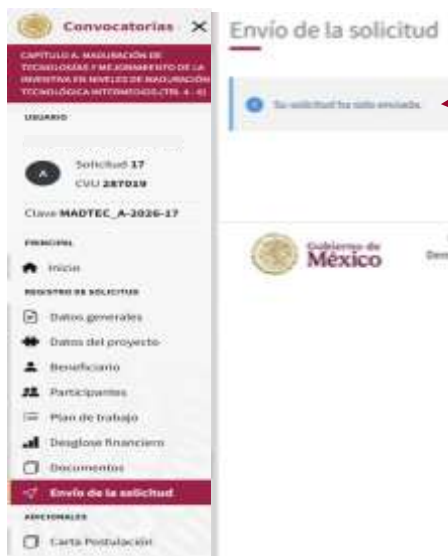 Convocatorias
CAPÍTULO A. MADURACIÓN DE
TECNOLOGÍAS Y MEJORAMIENTO DE LA
INVENTIVA EN NIVELES DE MADURACIÓN
TECNOLÓGICA INTERMEDIOS (TRL 4 - 6)
USUARIO
A
Solicitud 17
CVU 287019
Clave MADTEC_A-2026-17
PRINCIPAL
Inicio
REGISTRO DE SOLICITUD
Datos generales
Datos del proyecto
Beneficiario
Participantes
Plan de trabajo
Desglose financiero
Documentos
Envío de la solicitud
ADICIONALES
Carta Postulación
Envío de la solicitud
Su solicitud ha sido enviada.
Gobierno de
México